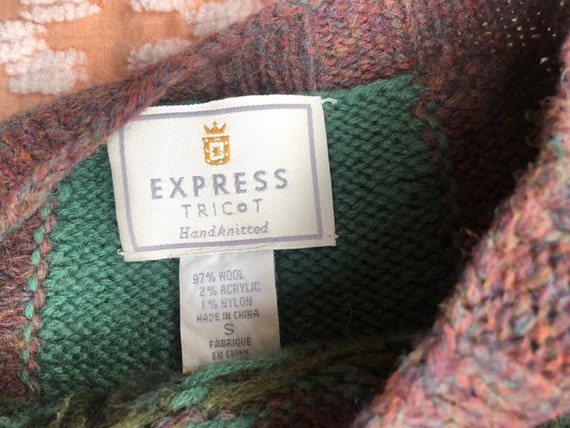 EXPRESS
TRICOT
Handknitted
97% WOOL
2% ACRYLIC
1% NYLON
MADE IN CHINA
S
FABRIQUE
EN CHINE